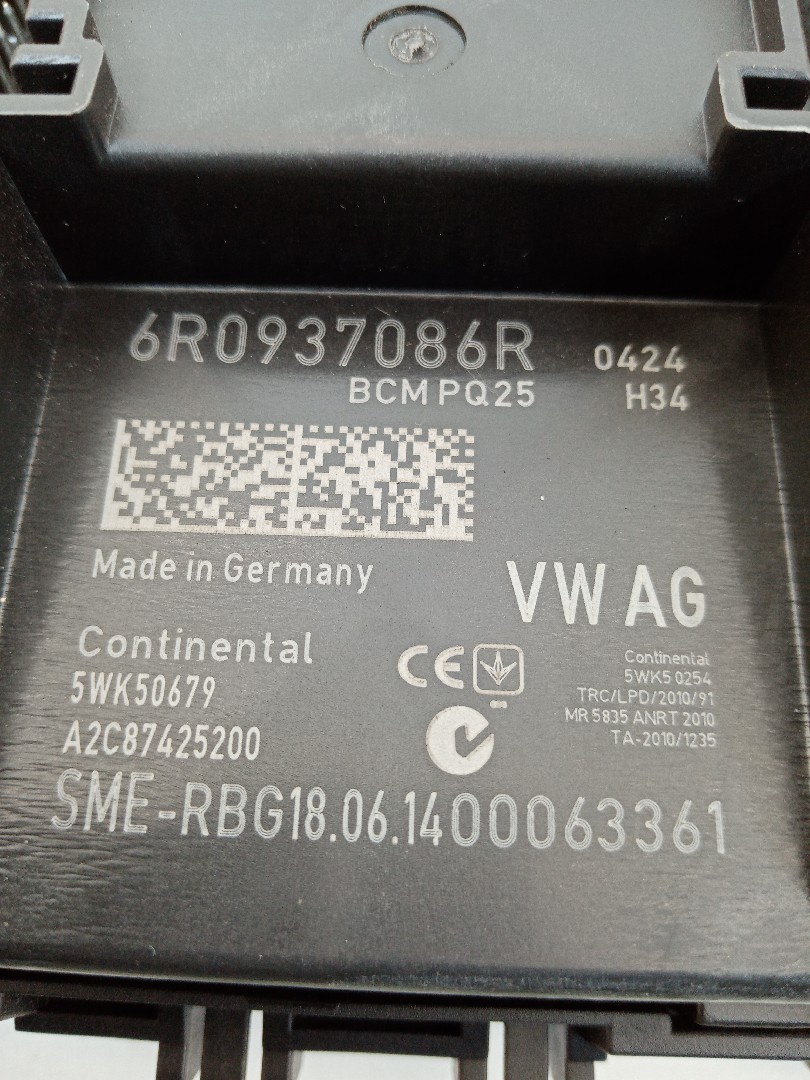 6R0937086R 0424
BCM PQ25 H34
Made in Germany
VW AG
Continental
5WK50679
A2C87425200
CE
Continental
5WK5 0254
TRC/LPD/2010/91
MR 5835 ANRT 2010
TA-2010/1235
SME-RBG18.06.1400063361